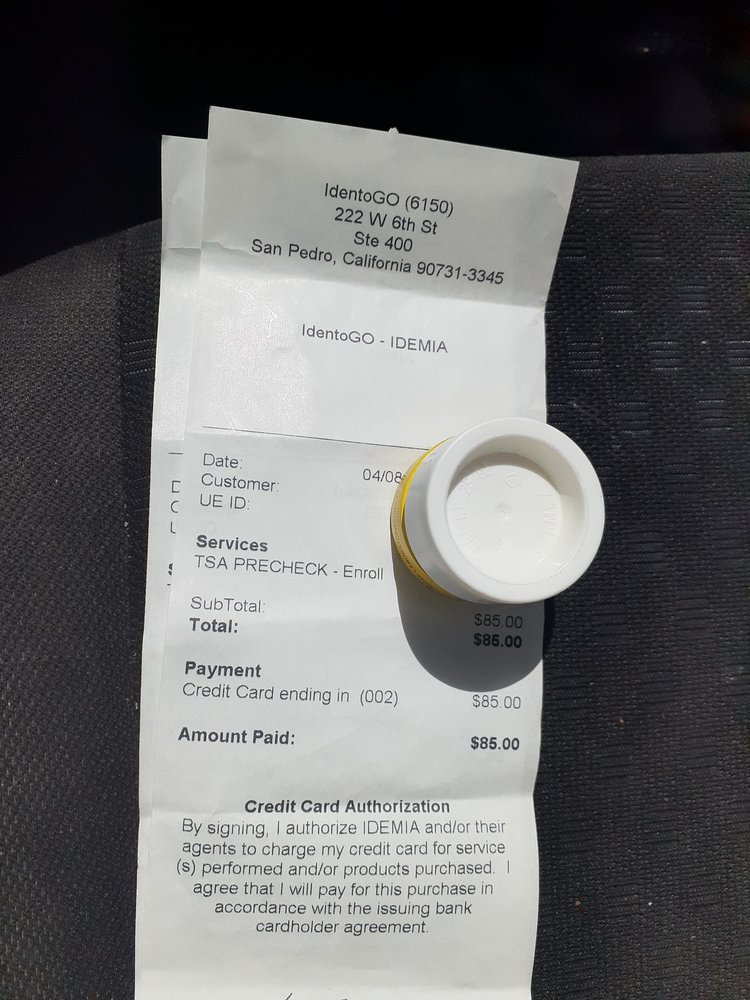 IdentoGO (6150)
222 W 6th St
Ste 400
San Pedro, California 90731-3345
IdentoGO - IDEMIA
Date: 04/08
Customer:
UE ID:
Services
TSA PRECHECK - Enroll
SubTotal: $85.00
Total: $85.00
Payment
Credit Card ending in (002) $85.00
Amount Paid: $85.00
Credit Card Authorization
By signing, I authorize IDEMIA and/or their
agents to charge my credit card for service
(s) performed and/or products purchased. I
agree that I will pay for this purchase in
accordance with the issuing bank
cardholder agreement.